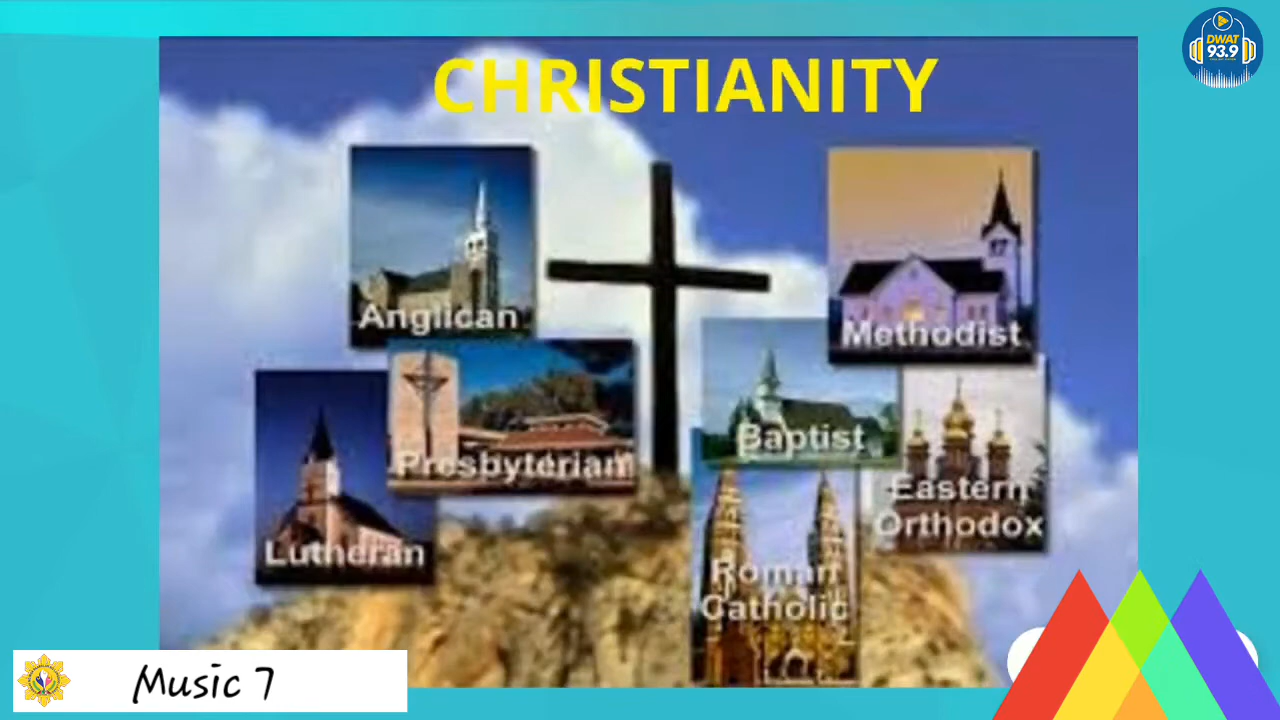 CHRISTIANITY
DWAT
93.9
Anglican
Methodist
Presbyterian
Baptist
Lutheran
Eastern
Orthodox
Roman
Catholic
Music 7